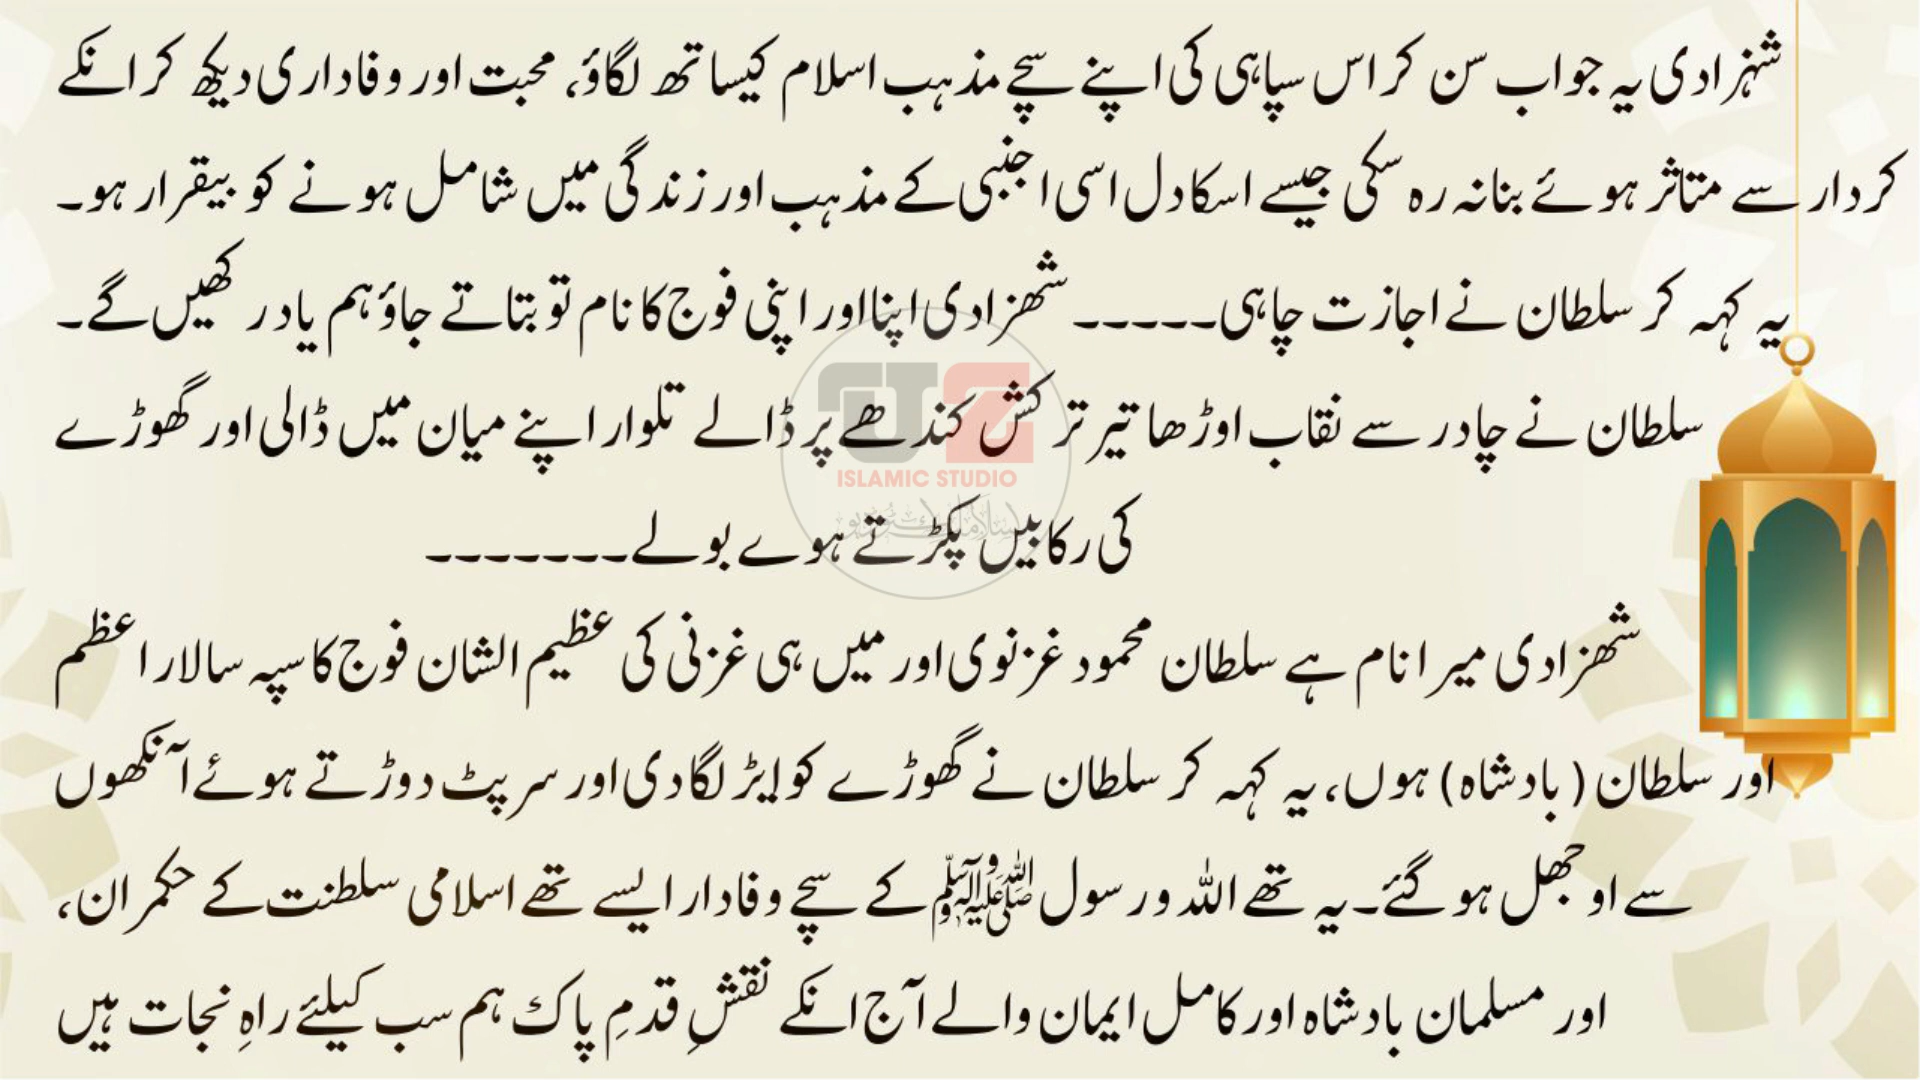 شہزادی یہ جواب سن کر اس سپاہی کی اپنے سچے مذہب اسلام کیساتھ لگاؤ، محبت اور وفاداری دیکھ کر انکے
کردار سے متاثر ہوئے بنا نہ رہ سکی جیسے اسکا دل اسی اجنبی کے مذہب اور زندگی میں شامل ہونے کو بیقرار ہو۔
یہ کہہ کر سلطان نے اجازت چاہی۔۔۔۔۔ شھزادی اپنا اور اپنی فوج کا نام تو بتاتے جاؤ ہم یاد رکھیں گے۔
سلطان نے چادر سے نقاب اوڑھا تیر ترکش کندھے پر ڈالے تلوار اپنے میان میں ڈالی اور گھوڑے
کی رکابیں پکڑتے ہوے بولے۔۔۔۔۔۔۔
شھزادی میرا نام ہے سلطان محمود غزنوی اور میں ہی غزنی کی عظیم الشان فوج کا سپہ سالار اعظم
اور سلطان (بادشاہ) ہوں، یہ کہہ کر سلطان نے گھوڑے کو ایڑ لگا دی اور سرپٹ دوڑتے ہوئے آنکھوں
سے اوجھل ہو گئے۔ یہ تھے اللہ و رسول ﷺ کے سچے وفادار ایسے تھے اسلامی سلطنت کے حکمران،
اور مسلمان بادشاہ اور کامل ایمان والے آج انکے نقشِ قدمِ پاک ہم سب کیلئے راہِ نجات ہیں
UZ
ISLAMIC STUDIO